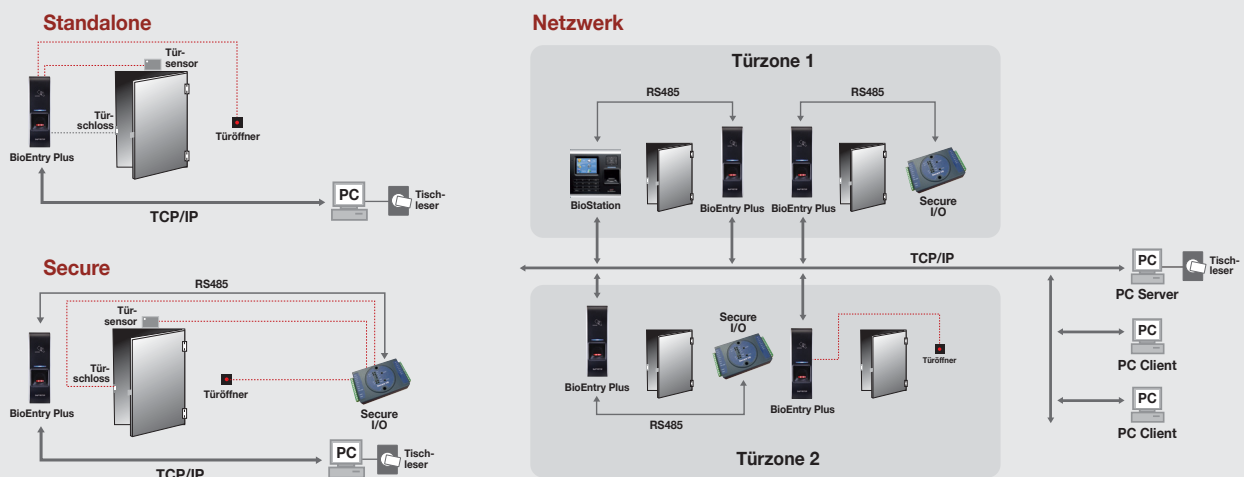 Standalone
Tür-
sensor
Tür-
schloss
Türöffner
BioEntry Plus
PC
Tisch-
leser
TCP/IP
Secure
RS485
Tür-
sensor
Tür-
schloss
Türöffner
BioEntry Plus
Secure
I/O
PC
Tisch-
leser
TCP/IP
Netzwerk
Türzone 1
RS485
RS485
BioStation
BioEntry Plus
BioEntry Plus
Secure
I/O
TCP/IP
PC
Tisch-
leser
PC Server
PC
PC Client
PC
PC Client
Secure
I/O
Türöffner
BioEntry Plus
BioEntry Plus
RS485
Türzone 2